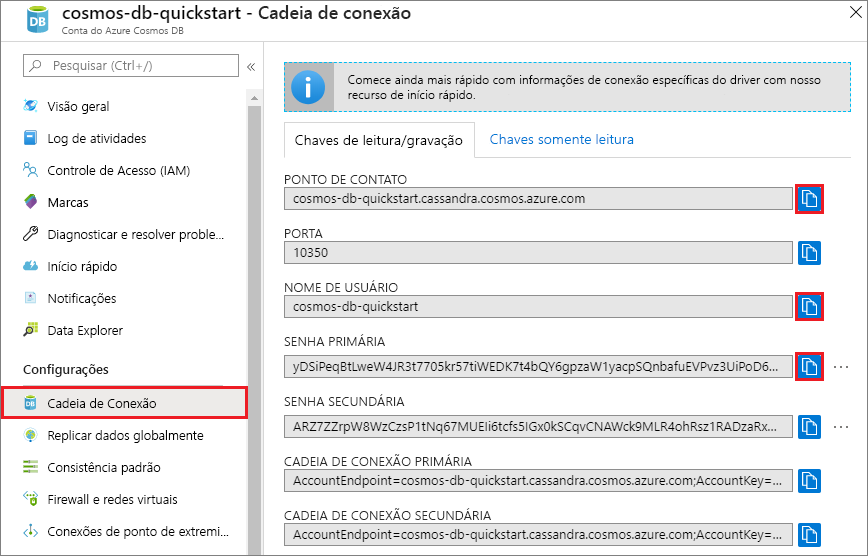 cosmos-db-quickstart - Cadeia de conexão
Conta do Azure Cosmos DB
Pesquisar (Ctrl+/)
Visão geral
Log de atividades
Controle de Acesso (IAM)
Marcas
Diagnosticar e resolver proble...
Início rápido
Notificações
Data Explorer
Configurações
Cadeia de Conexão
Replicar dados globalmente
Consistência padrão
Firewall e redes virtuais
Conexões de ponto de extremi...
Comece ainda mais rápido com informações de conexão específicas do driver com nosso
recurso de início rápido.
Chaves de leitura/gravação
Chaves somente leitura
PONTO DE CONTATO
cosmos-db-quickstart.cassandra.cosmos.azure.com
PORTA
10350
NOME DE USUÁRIO
cosmos-db-quickstart
SENHA PRIMÁRIA
yDSiPeqBtLweW4JR3t7705kr57tiWEDK7t4bQY6gpzaW1yacpSQnbafuEVPvz3UiPoD6...
SENHA SECUNDÁRIA
ARZ7ZZrpW8WzCzsP1tNq67MUEIi6tcfs5IGx0kSCqvCNAWck9MLR4ohRsz1RADzaRx...
CADEIA DE CONEXÃO PRIMÁRIA
AccountEndpoint=cosmos-db-quickstart.cassandra.cosmos.azure.com;AccountKey=...
CADEIA DE CONEXÃO SECUNDÁRIA
AccountEndpoint=cosmos-db-quickstart.cassandra.cosmos.azure.com;AccountKey=...